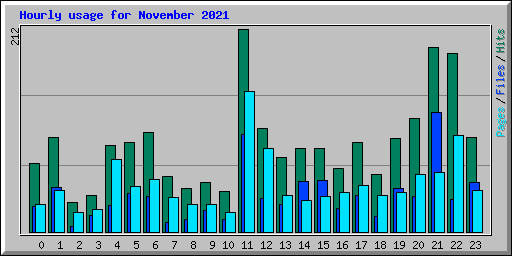 Hourly usage for November 2021
212
Pages / Files / Hits
0 1 2 3 4 5 6 7 8 9 10 11 12 13 14 15 16 17 18 19 20 21 22 23